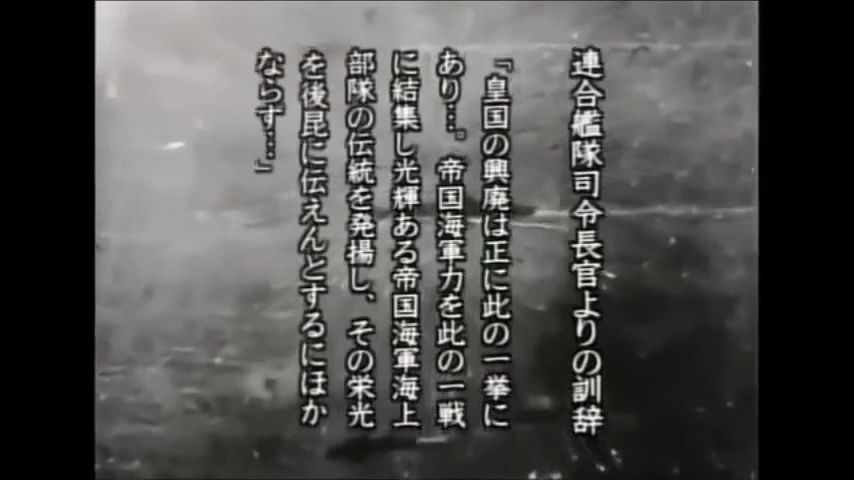 連合艦隊司令長官よりの訓辞
「皇国の興廃は正に此の一挙に
あり…。帝国海軍力を此の一戦
に結集し光輝ある帝国海軍海上
部隊の伝統を発揚し、その栄光
を後昆に伝えんとするにほか
ならす…」